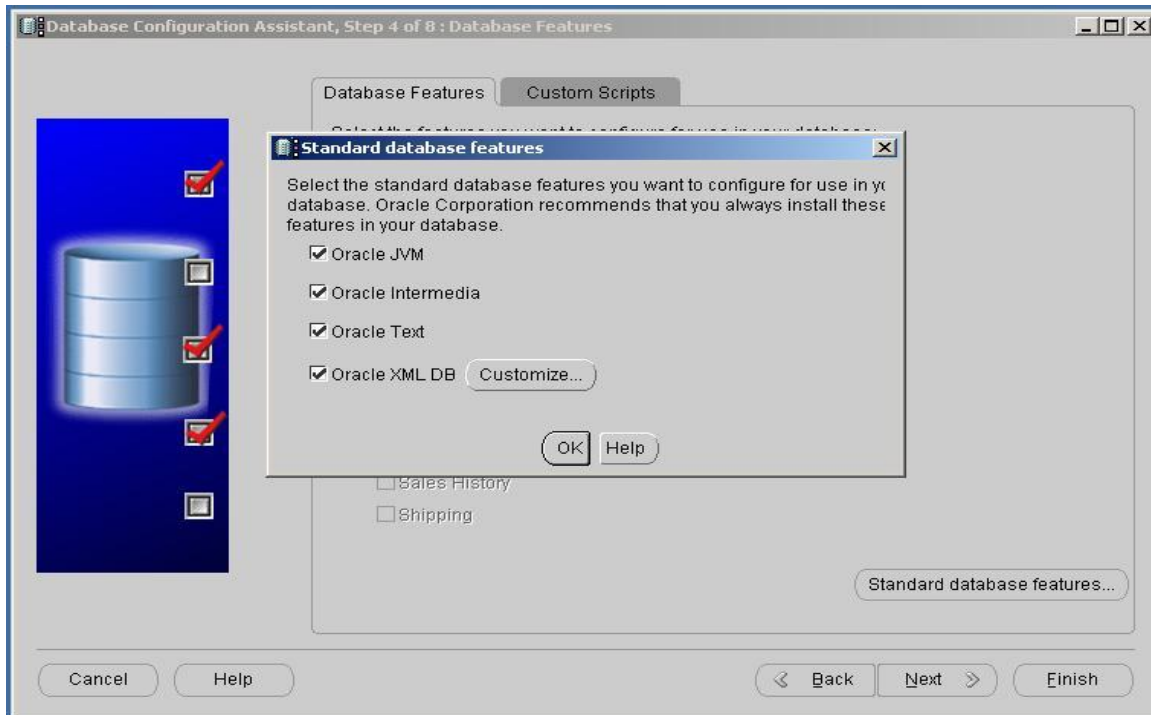 Database Configuration Assistant, Step 4 of 8 : Database Features
Database Features
Custom Scripts
Standard database features
Select the standard database features you want to configure for use in
database. Oracle Corporation recommends that you always install these
features in your database.
Oracle JVM
Oracle Intermedia
Oracle Text
Oracle XML DB
Customize...
OK
Help
Sales History
Shipping
Standard database features...
Cancel
Help
Back
Next
Finish